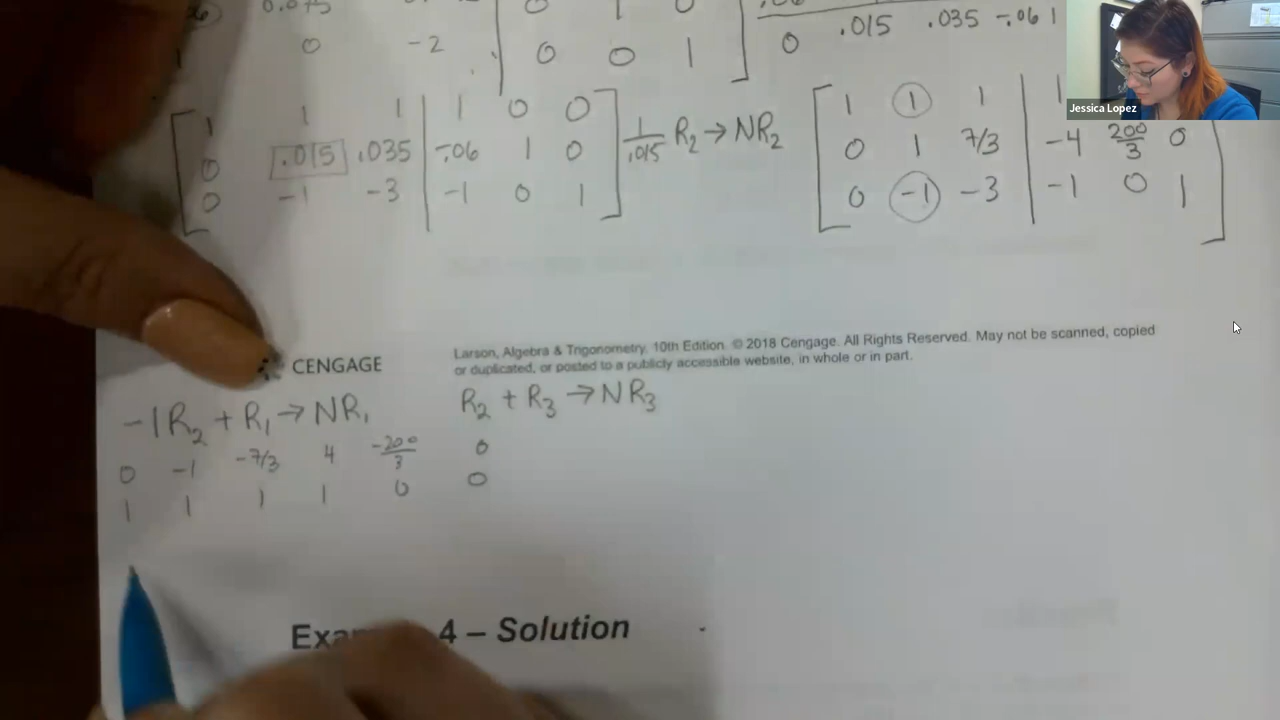 0.075
0 1 0
0 -2 0 0 1
0 .015 .035 -.061
Jessica Lopez
1 1 1 | 1 0 0
0 .015 .035 | -.06 1 0
0 -1 -3 | -1 0 1
1/.015 R₂ → NR₂
1 1 1 | 1
0 1 7/3 | -4 200/3 0
0 -1 -3 | -1 0 1
CENGAGE
Larson, Algebra & Trigonometry, 10th Edition. © 2018 Cengage. All Rights Reserved. May not be scanned, copied
or duplicated, or posted to a publicly accessible website, in whole or in part.
-1R₂ + R₁ → NR₁
R₂ + R₃ → NR₃
0 -1 -7/3 4 -200/3 0
1 1 1 1 0 0
4 – Solution